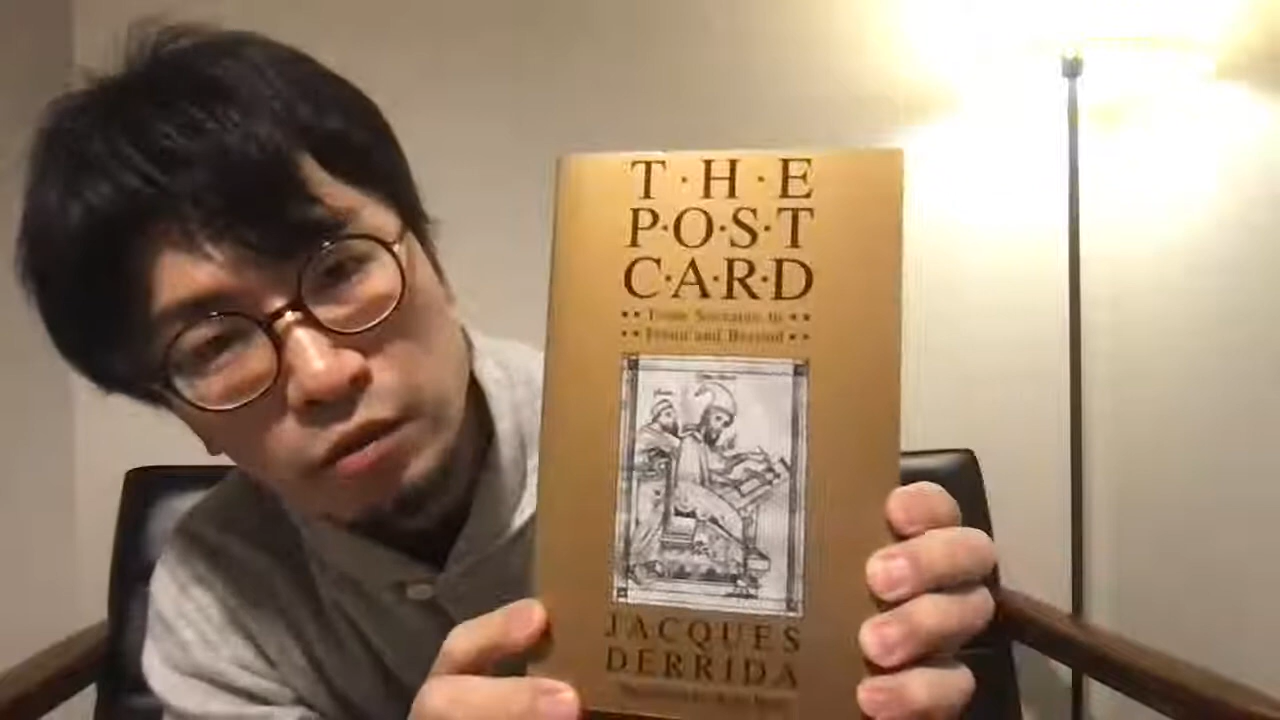 T·H·E
P·O·S·T
C·A·R·D
From Socrates to
Freud and Beyond
JACQUES
DERRIDA